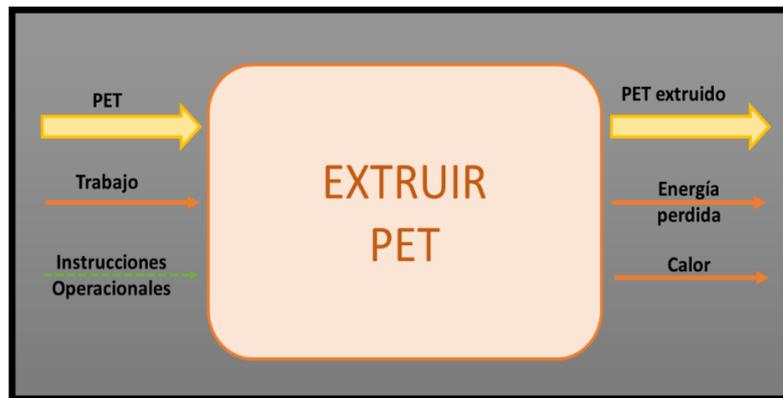 PET
Trabajo
Instrucciones
Operacionales
EXTRUIR
PET
PET extruido
Energía
perdida
Calor